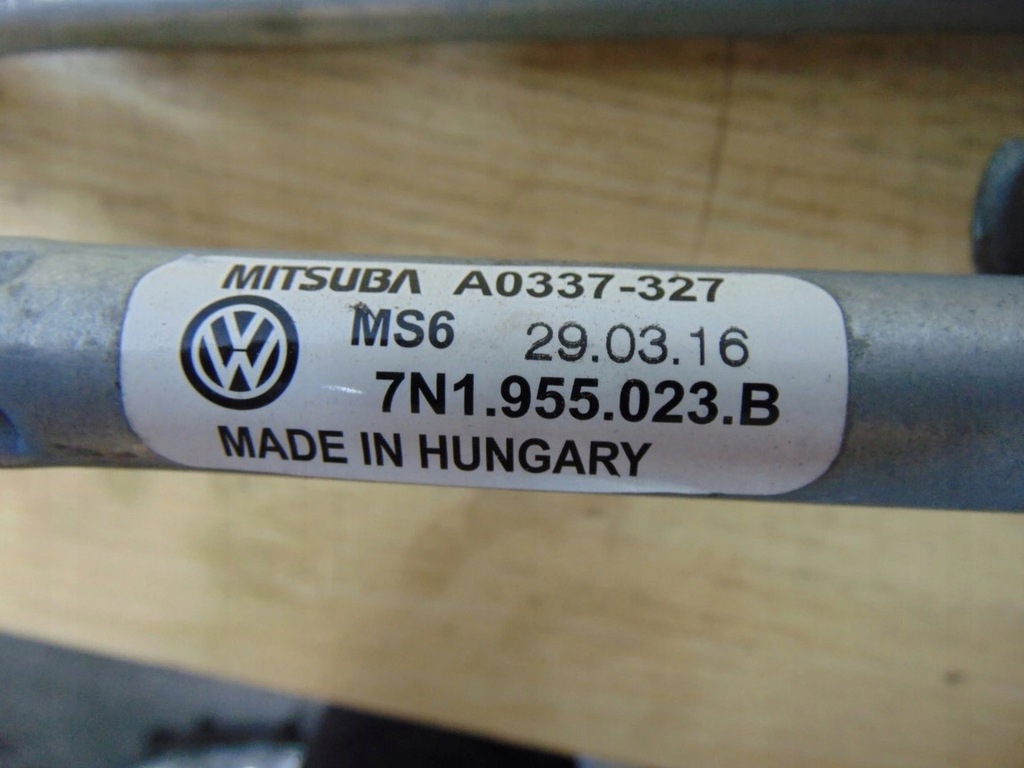 MITSUBA A0337-327
MS6 29.03.16
7N1.955.023.B
MADE IN HUNGARY